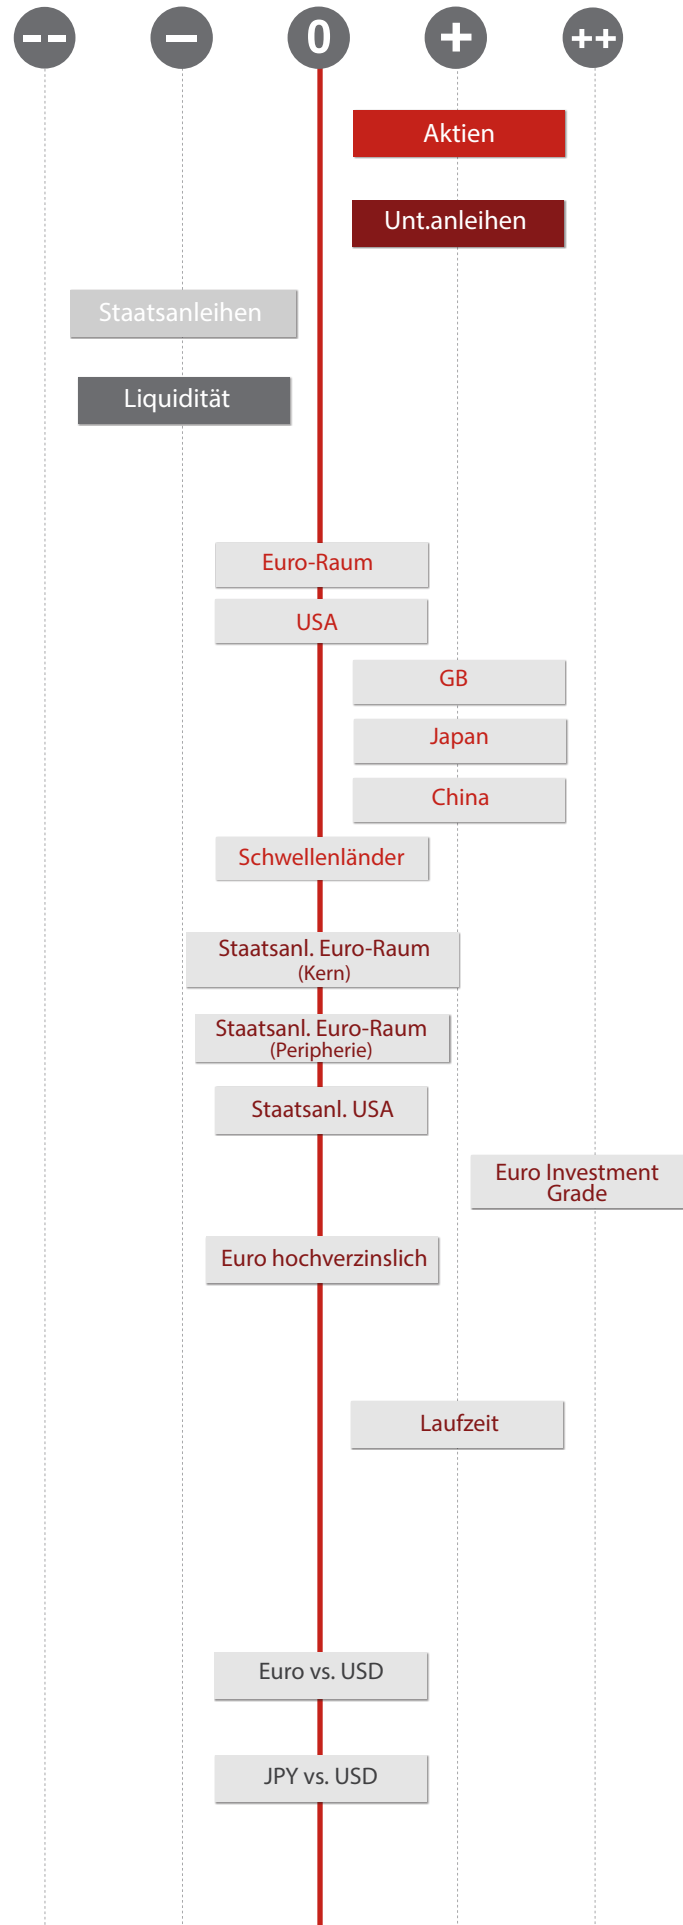 -- - 0 + ++
Aktien
Unt.anleihen
Staatsanleihen
Liquidität
Euro-Raum
USA
GB
Japan
China
Schwellenländer
Staatsanl. Euro-Raum
(Kern)
Staatsanl. Euro-Raum
(Peripherie)
Staatsanl. USA
Euro Investment
Grade
Euro hochverzinslich
Laufzeit
Euro vs. USD
JPY vs. USD